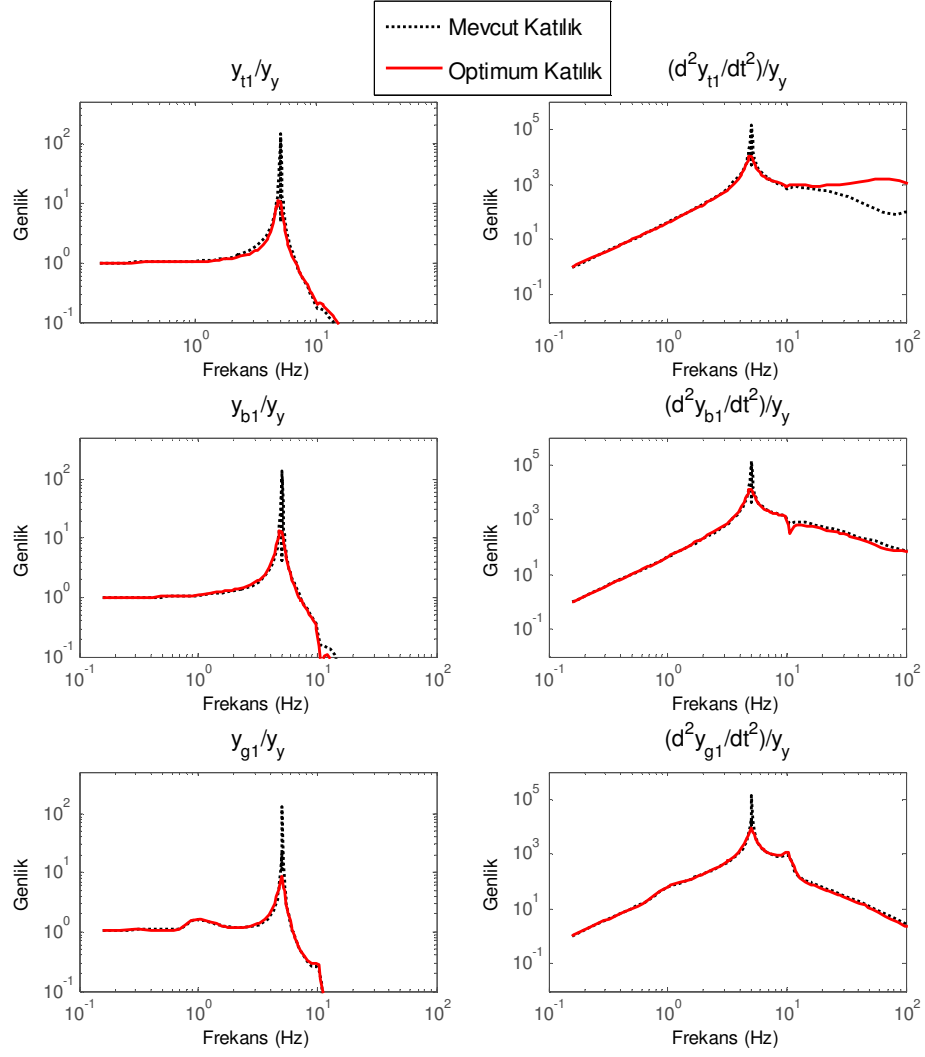 Mevcut Katılık
Optimum Katılık
y_t1/y_y
(d^2y_t1/dt^2)/y_y
Genlik
10^2
10^1
10^0
10^-1
10^0
10^1
Frekans (Hz)
Genlik
10^5
10^3
10^1
10^-1
10^-1
10^0
10^1
10^2
Frekans (Hz)
y_b1/y_y
(d^2y_b1/dt^2)/y_y
Genlik
10^2
10^1
10^0
10^-1
10^-1
10^0
10^1
10^2
Frekans (Hz)
Genlik
10^5
10^3
10^1
10^-1
10^-1
10^0
10^1
10^2
Frekans (Hz)
y_g1/y_y
(d^2y_g1/dt^2)/y_y
Genlik
10^2
10^1
10^0
10^-1
10^-1
10^0
10^1
10^2
Frekans (Hz)
Genlik
10^5
10^3
10^1
10^-1
10^-1
10^0
10^1
10^2
Frekans (Hz)